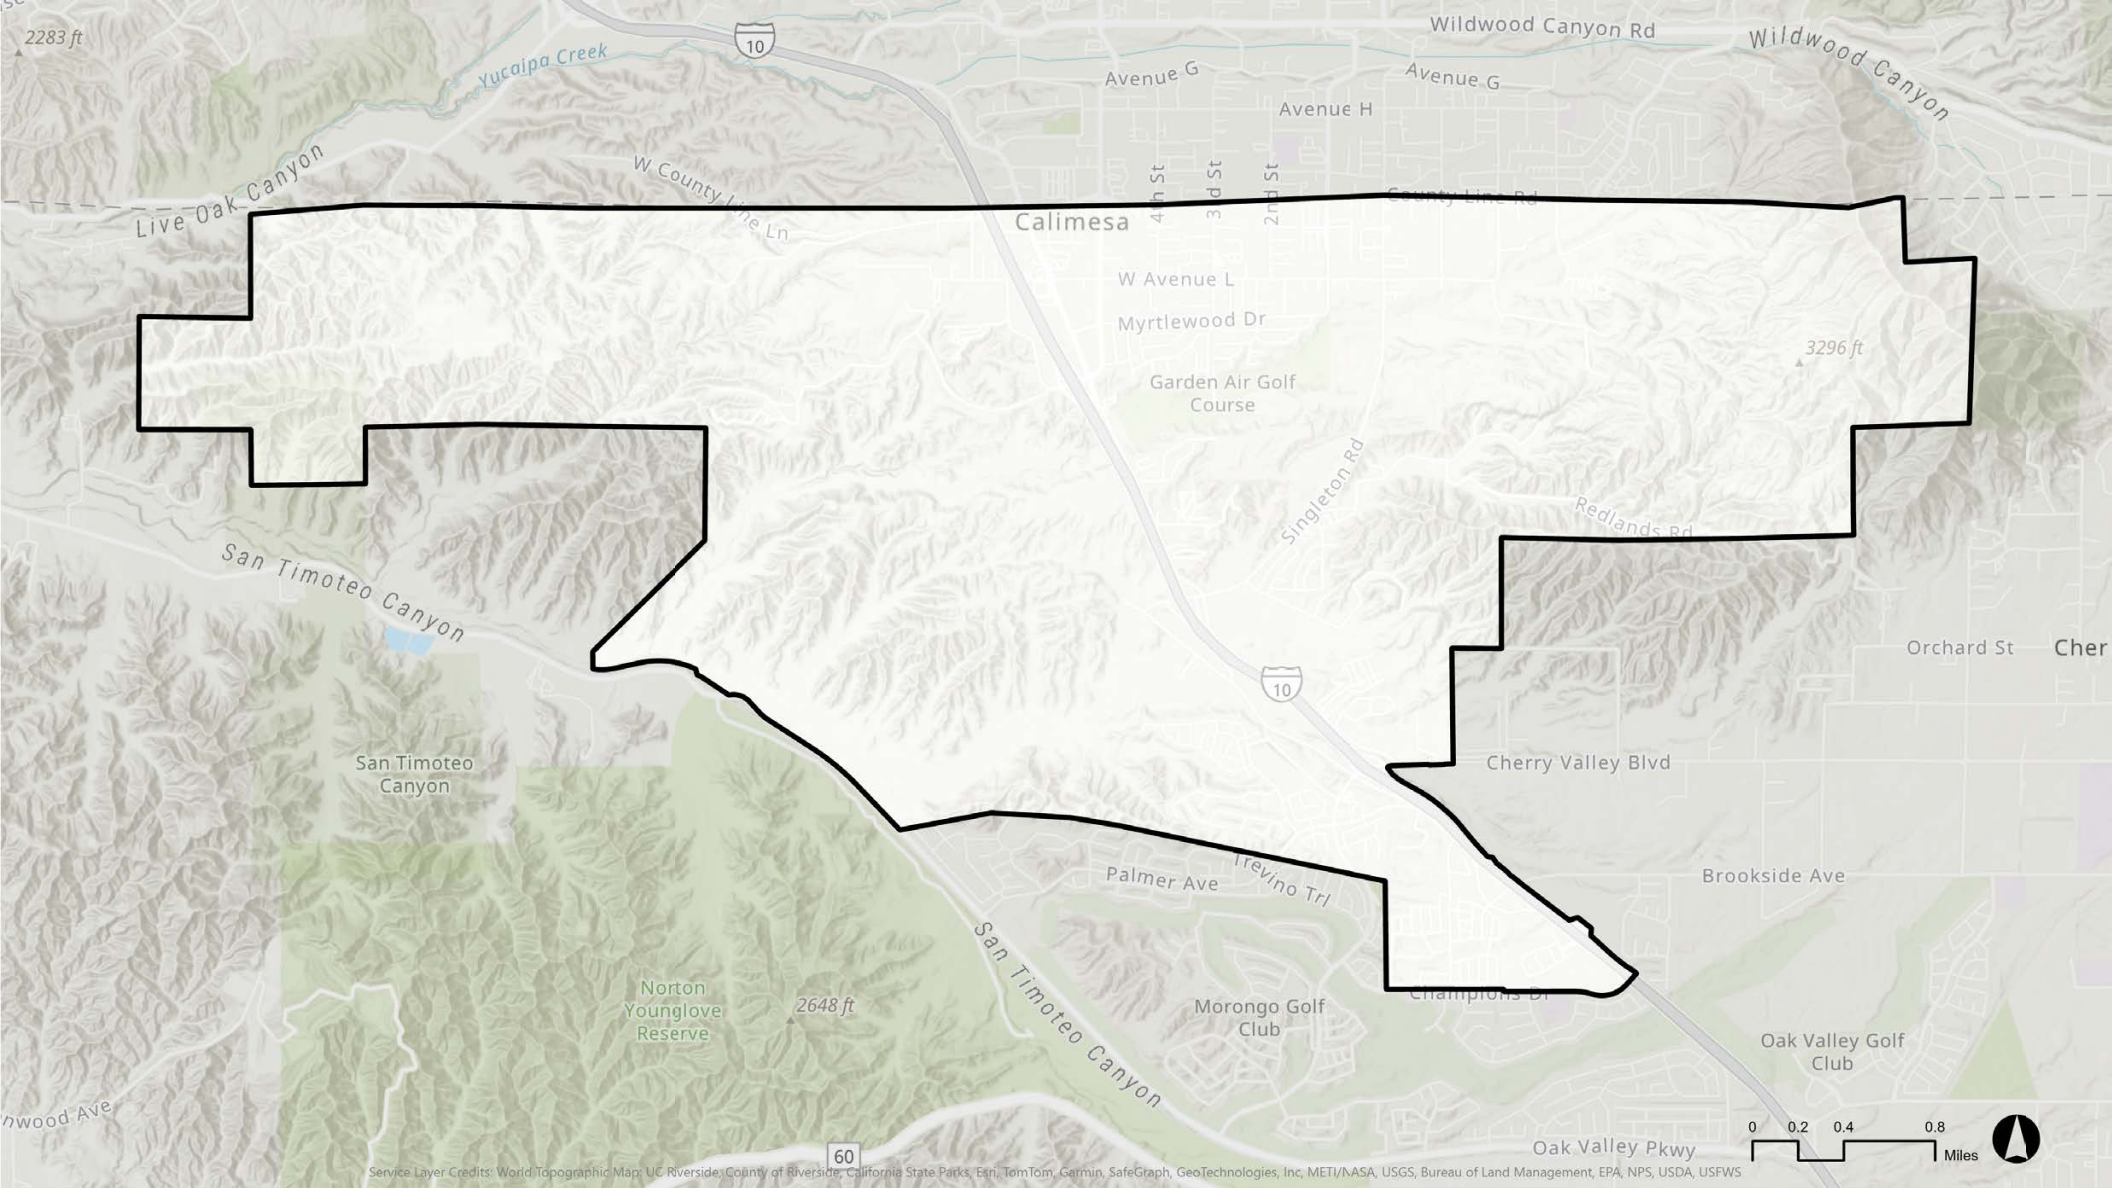 2283 ft
10
Wildwood Canyon Rd
Wildwood Canyon
Yucaipa Creek
Avenue G
Avenue G
Avenue H
W County Line Ln
Live Oak Canyon
4th St
3rd St
2nd St
County Line Rd
Calimesa
W Avenue L
Myrtlewood Dr
3296 ft
Garden Air Golf
Course
Singleton Rd
Redlands Rd
San Timoteo Canyon
Orchard St
Cher
10
San Timoteo
Canyon
Cherry Valley Blvd
Trevino Trl
Palmer Ave
Brookside Ave
San Timoteo Canyon
Norton
Younglove
Reserve
2648 ft
Morongo Golf
Club
Champions Dr
Oak Valley Golf
Club
nwood Ave
0 0.2 0.4 0.8
Miles
60
Oak Valley Pkwy
Service Layer Credits: World Topographic Map: UC Riverside, County of Riverside, California State Parks, Esri, TomTom, Garmin, SafeGraph, GeoTechnologies, Inc, METI/NASA, USGS, Bureau of Land Management, EPA, NPS, USDA, USFWS